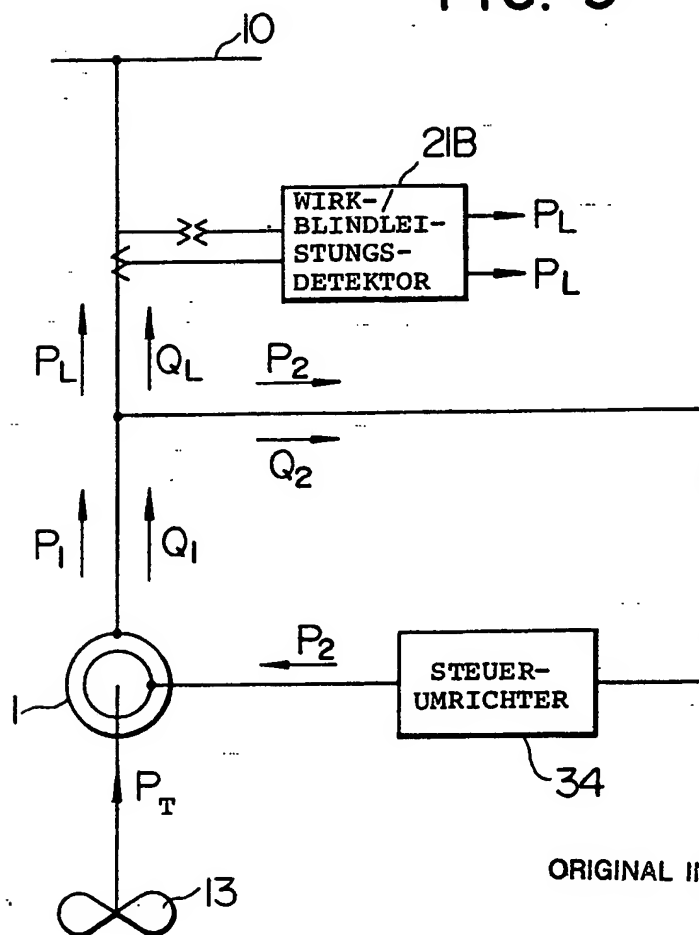 10
21B
WIRK-/
BLINDLEI-
STUNGS-
DETEKTOR
PL
PL
PL
QL
P2
Q2
P1
Q1
P2
STEUER-
UMRICHTER
1
34
PT
13
ORIGINAL